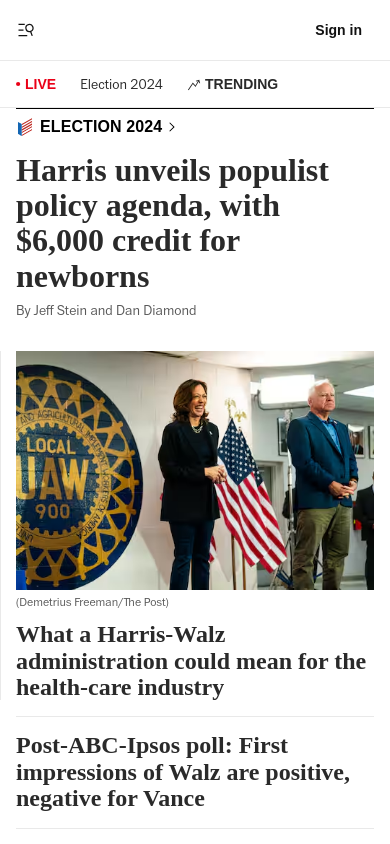 Sign in
LIVE
Election 2024
TRENDING
ELECTION 2024
Harris unveils populist
policy agenda, with
$6,000 credit for
newborns
By Jeff Stein and Dan Diamond
LOCAL
UAW
900
(Demetrius Freeman/The Post)
What a Harris-Walz
administration could mean for the
health-care industry
Post-ABC-Ipsos poll: First
impressions of Walz are positive,
negative for Vance